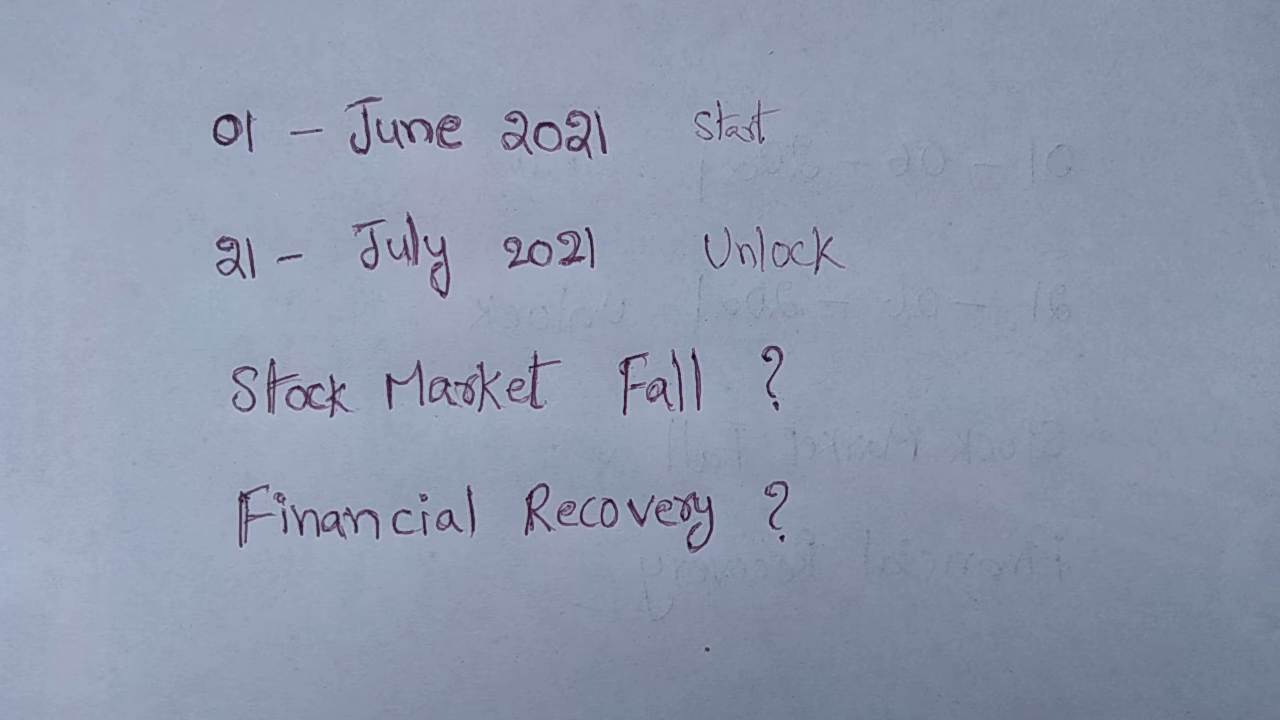 01 - June 2021 Start
21 - July 2021 Unlock
Stock Market Fall ?
Financial Recovery ?